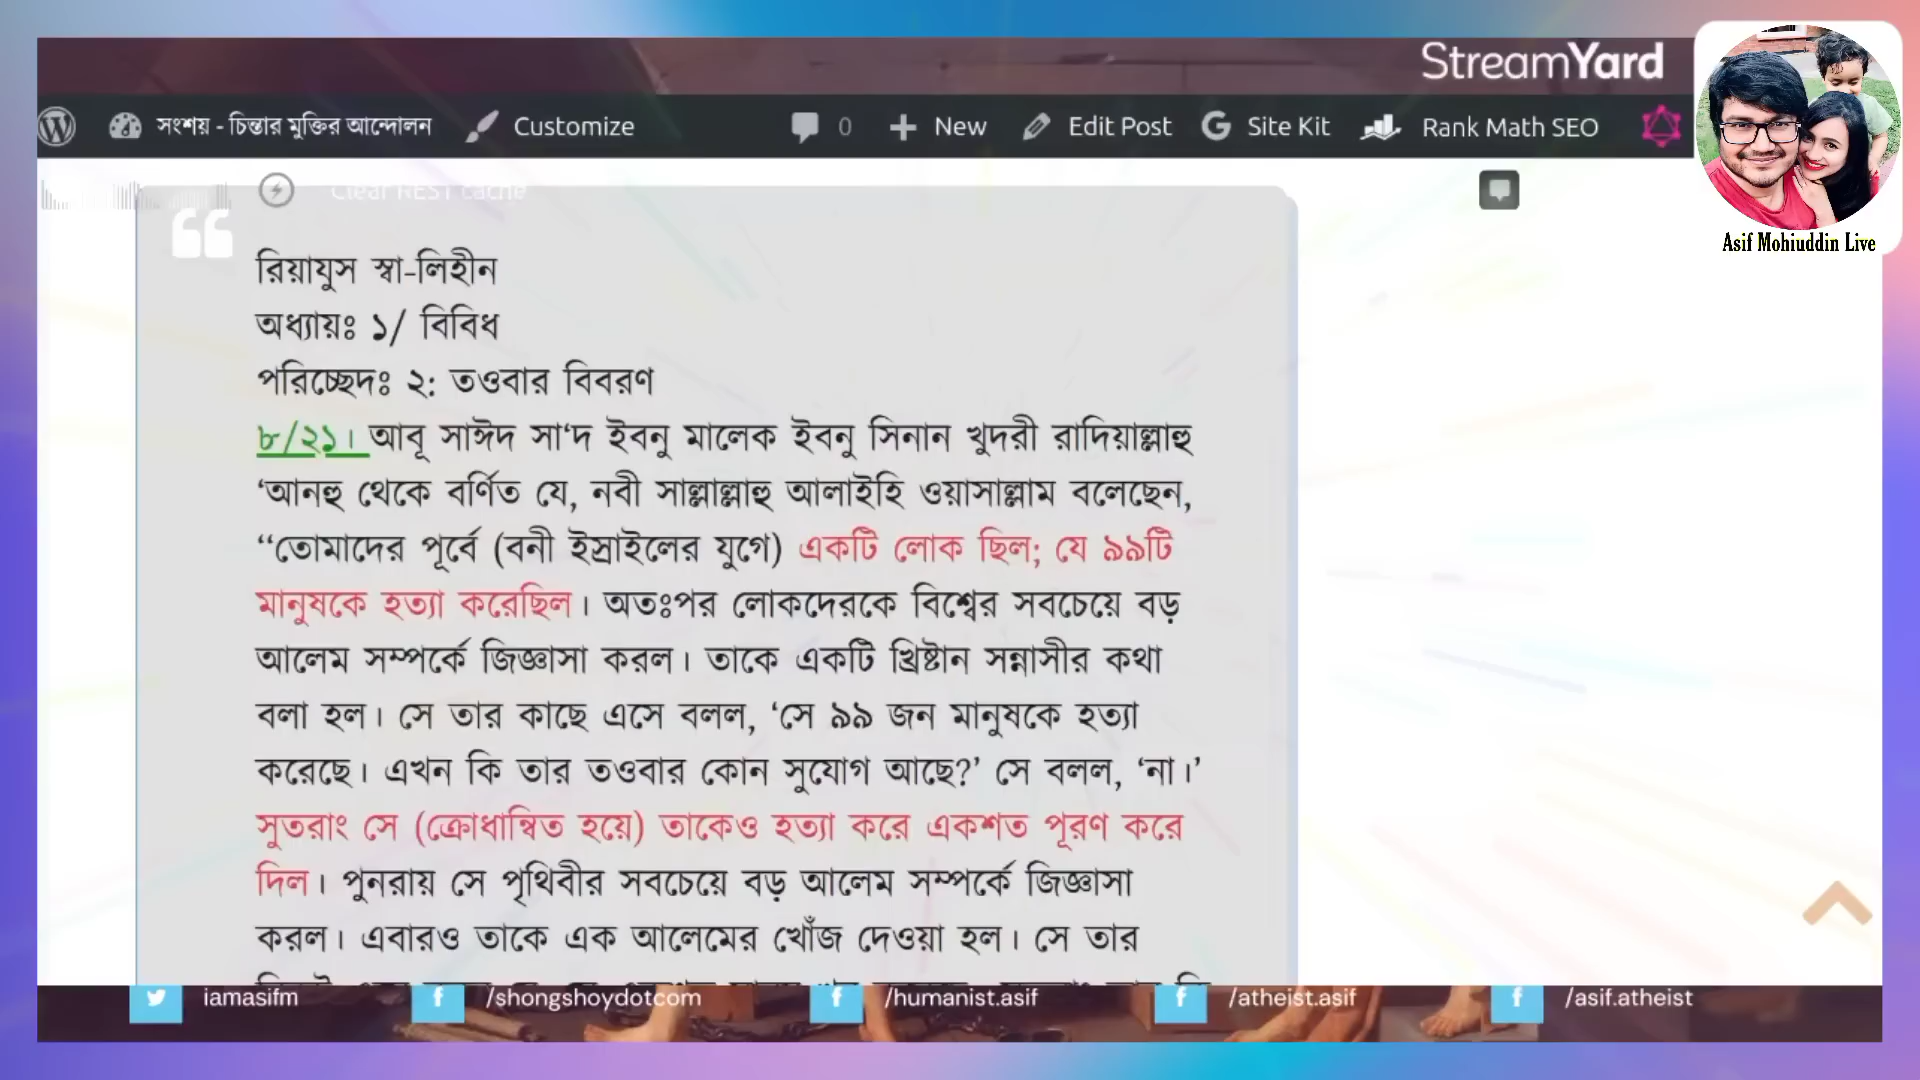 StreamYard
সংশয় - চিন্তার মুক্তির আন্দোলন Customize 0 New Edit Post Site Kit Rank Math SEO
Asif Mohiuddin Live
Clear REST cache
রিয়াযুস স্বা-লিহীন
অধ্যায়ঃ ১/ বিবিধ
পরিচ্ছেদঃ ২: তওবার বিবরণ
৮/২১। আবূ সাঈদ সা‘দ ইবনু মালেক ইবনু সিনান খুদরী রাদিয়াল্লাহু
‘আনহু থেকে বর্ণিত যে, নবী সাল্লাল্লাহু আলাইহি ওয়াসাল্লাম বলেছেন,
“তোমাদের পূর্বে (বনী ইস্রাইলের যুগে) একটি লোক ছিল; যে ৯৯টি
মানুষকে হত্যা করেছিল। অতঃপর লোকদেরকে বিশ্বের সবচেয়ে বড়
আলেম সম্পর্কে জিজ্ঞাসা করল। তাকে একটি খ্রিষ্টান সন্নাসীর কথা
বলা হল। সে তার কাছে এসে বলল, ‘সে ৯৯ জন মানুষকে হত্যা
করেছে। এখন কি তার তওবার কোন সুযোগ আছে?’ সে বলল, ‘না।’
সুতরাং সে (ক্রোধান্বিত হয়ে) তাকেও হত্যা করে একশত পূরণ করে
দিল। পুনরায় সে পৃথিবীর সবচেয়ে বড় আলেম সম্পর্কে জিজ্ঞাসা
করল। এবারও তাকে এক আলেমের খোঁজ দেওয়া হল। সে তার
iamasifm /shongshoydotcom /humanist.asif /atheist.asif /asif.atheist